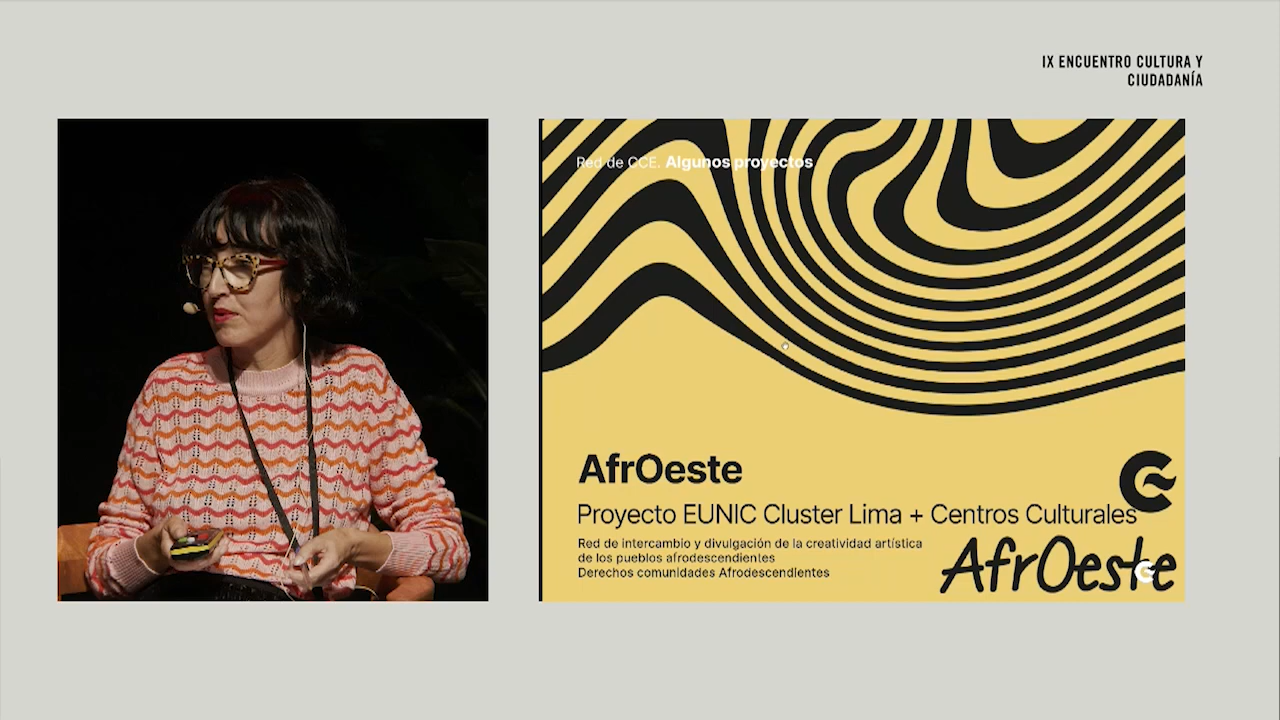 IX ENCUENTRO CULTURA Y
CIUDADANÍA
Red de CCE. Algunos proyectos
AfrOeste
Proyecto EUNIC Cluster Lima + Centros Culturales
Red de intercambio y divulgación de la creatividad artística
de los pueblos afrodescendientes
Derechos comunidades Afrodescendientes
AfrOeste